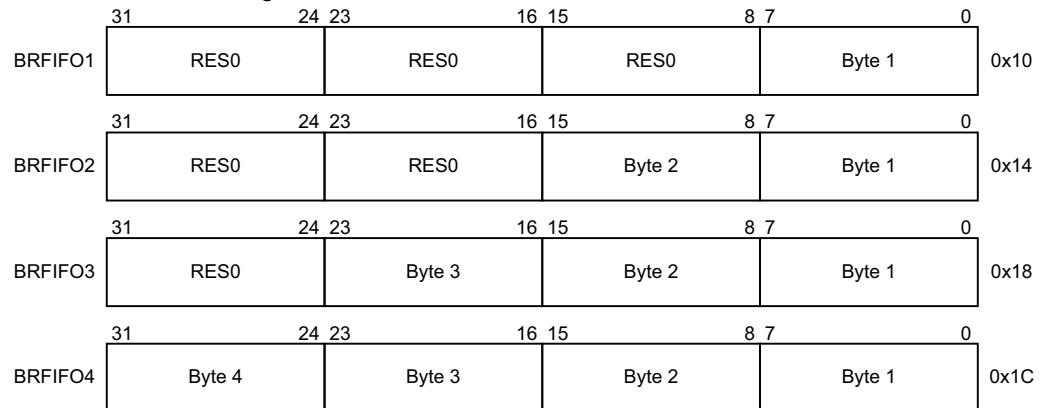 31 24 23 16 15 8 7 0
BRFIFO1 RES0 RES0 RES0 Byte 1 0x10
31 24 23 16 15 8 7 0
BRFIFO2 RES0 RES0 Byte 2 Byte 1 0x14
31 24 23 16 15 8 7 0
BRFIFO3 RES0 Byte 3 Byte 2 Byte 1 0x18
31 24 23 16 15 8 7 0
BRFIFO4 Byte 4 Byte 3 Byte 2 Byte 1 0x1C